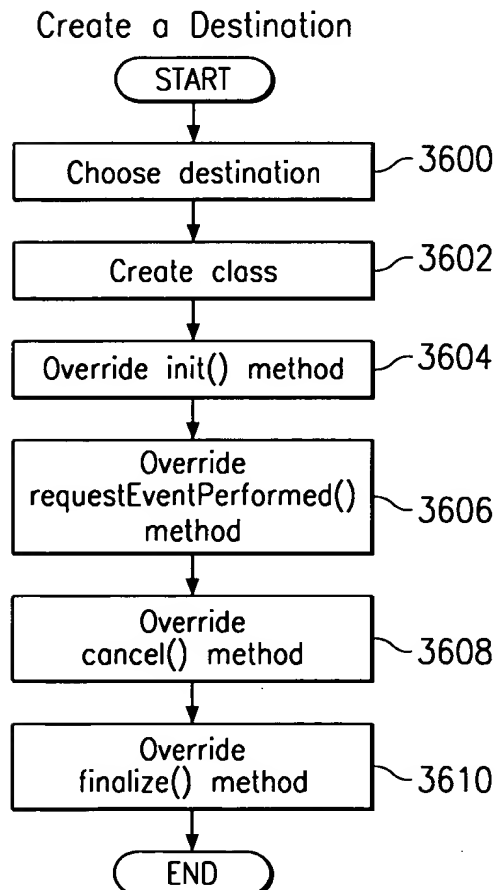 Create a Destination
START
Choose destination
3600
Create class
3602
Override init() method
3604
Override
requestEventPerformed()
method
3606
Override
cancel() method
3608
Override
finalize() method
3610
END